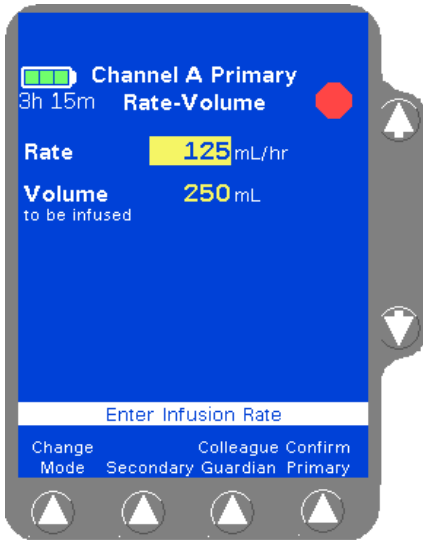 Channel A Primary
3h 15m Rate-Volume
Rate 125 mL/hr
Volume 250 mL
to be infused
Enter Infusion Rate
Change Colleague Confirm
Mode Secondary Guardian Primary